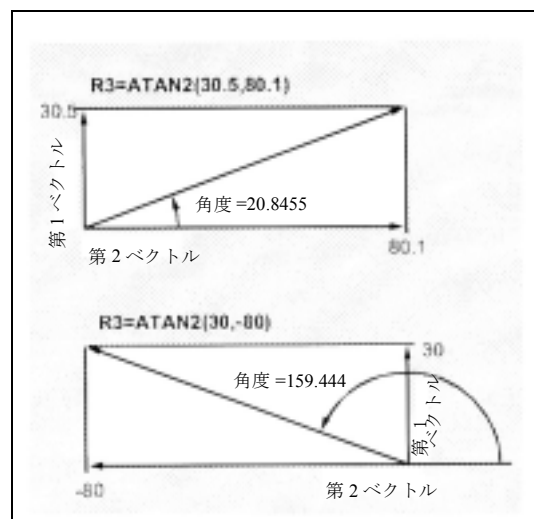 R3=ATAN2(30.5,80.1)
30.5
第1ベクトル
角度 =20.8455
80.1
第2ベクトル
R3=ATAN2(30,-80)
30
角度 =159.444
第1ベクトル
-80
第2ベクトル